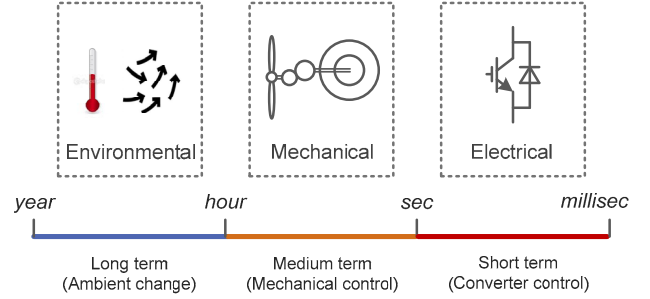 Environmental
Mechanical
Electrical
year
hour
sec
millisec
Long term
(Ambient change)
Medium term
(Mechanical control)
Short term
(Converter control)